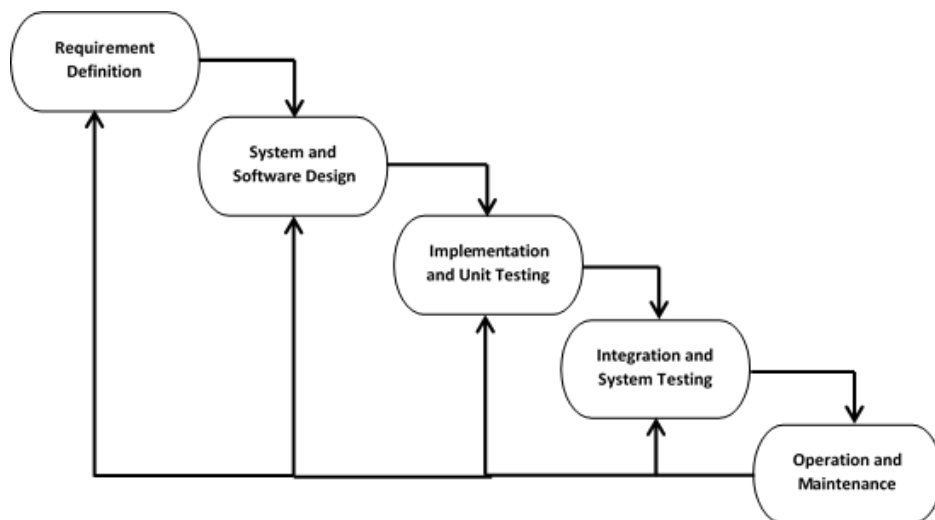 Requirement
Definition
System and
Software Design
Implementation
and Unit Testing
Integration and
System Testing
Operation and
Maintenance